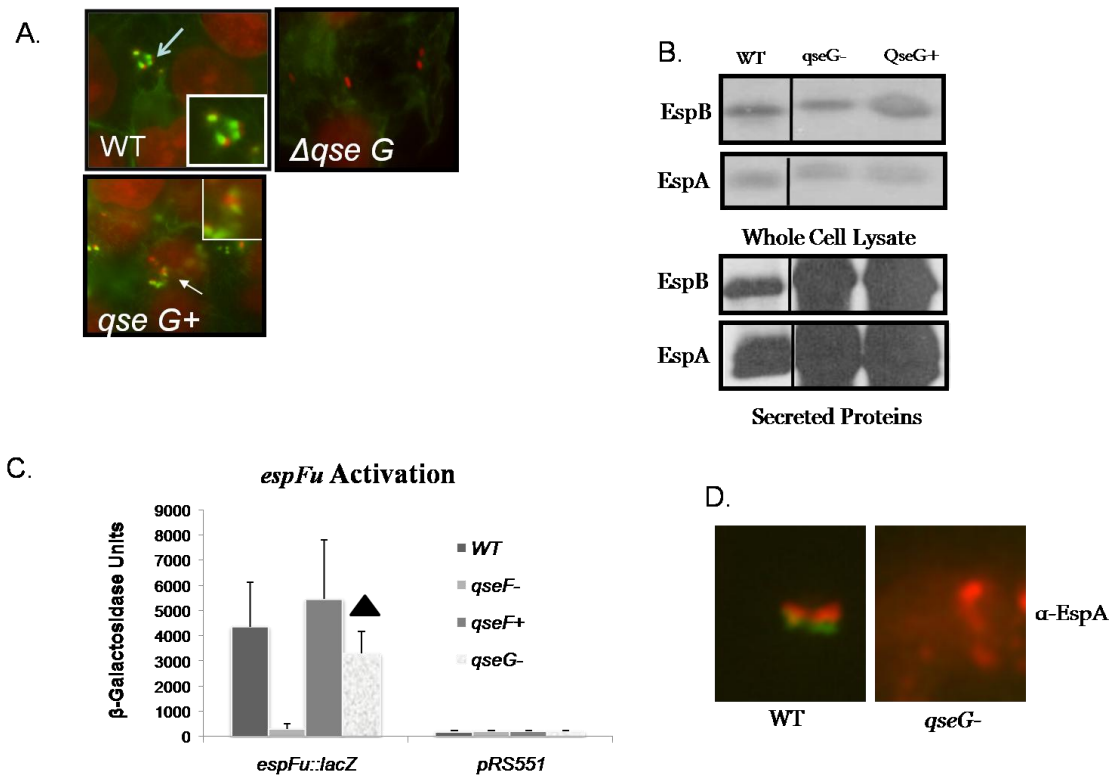 A.
WT
Δqse G
qse G+
B.
WT qseG- QseG+
EspB
EspA
Whole Cell Lysate
EspB
EspA
Secreted Proteins
C.
espFu Activation
β-Galactosidase Units
9000
8000
7000
6000
5000
4000
3000
2000
1000
0
WT
qseF-
qseF+
qseG-
espFu::lacZ pRS551
D.
α-EspA
WT qseG-